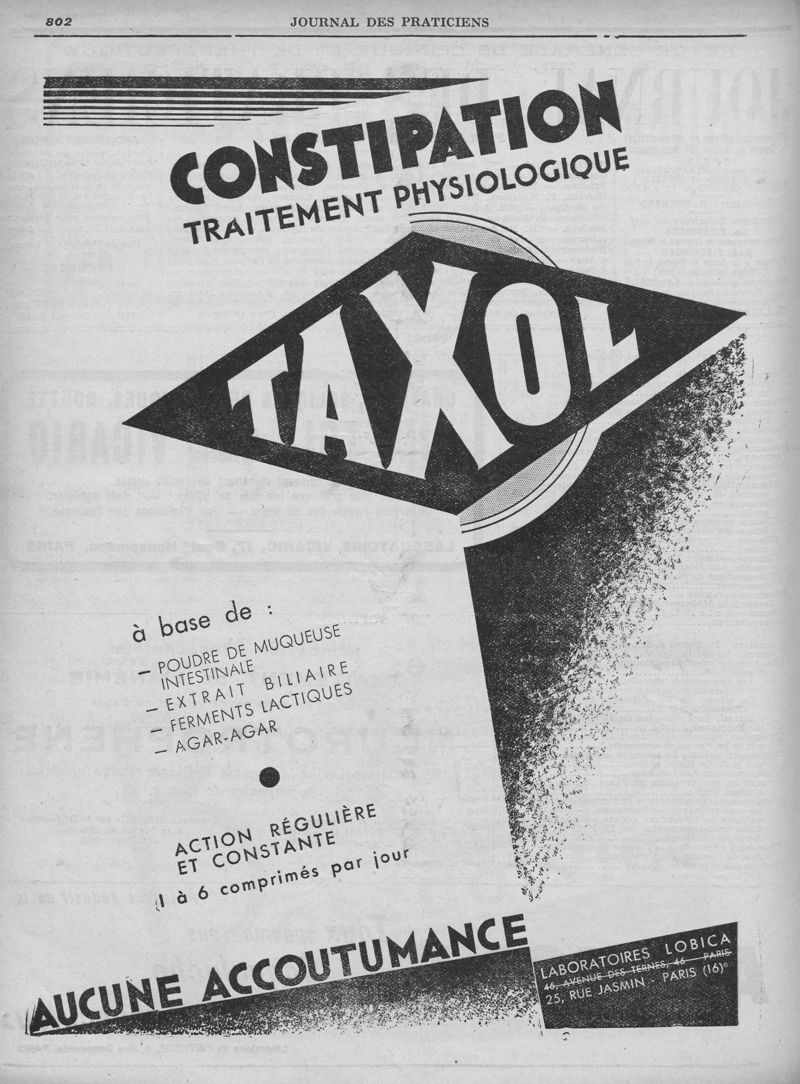 802
JOURNAL DES PRATICIENS
CONSTIPATION
TRAITEMENT PHYSIOLOGIQUE
TAXOL
à base de :
— POUDRE DE MUQUEUSE
INTESTINALE
— EXTRAIT BILIAIRE
— FERMENTS LACTIQUES
— AGAR-AGAR
ACTION RÉGULIÈRE
ET CONSTANTE
1 à 6 comprimés par jour
AUCUNE ACCOUTUMANCE
LABORATOIRES LOBICA
46, AVENUE DES TERNES, 46 - PARIS
25, RUE JASMIN - PARIS (16)e